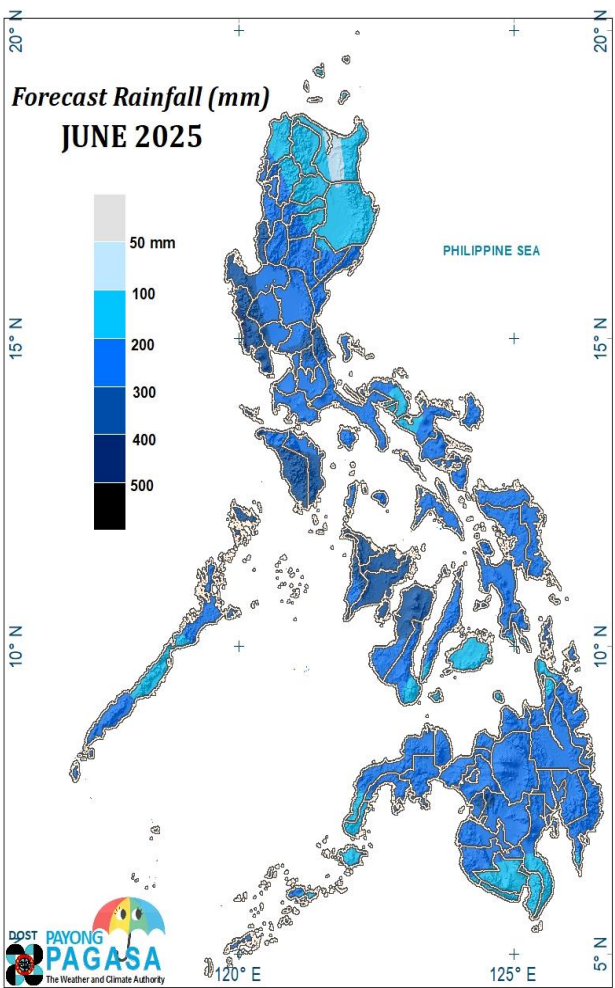 20° N
20° N
Forecast Rainfall (mm)
JUNE 2025
50 mm
100
200
300
400
500
PHILIPPINE SEA
15° N
15° N
10° N
10° N
5° N
120° E
125° E
DOST
PAYONG
PAGASA
The Weather and Climate Authority